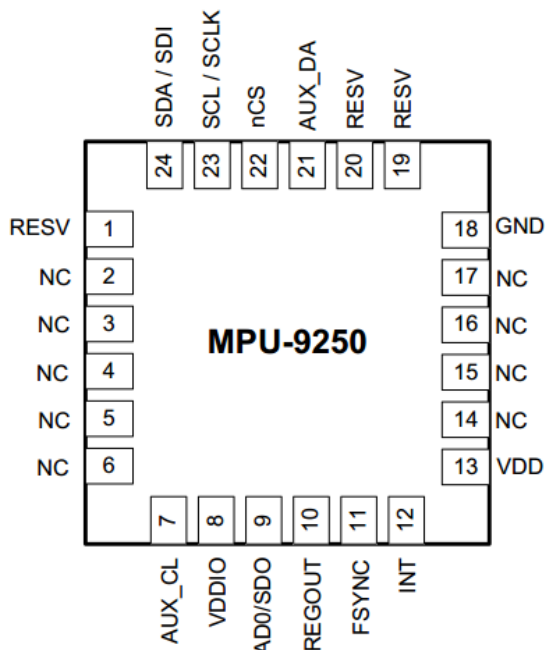 SDA / SDI
SCL / SCLK
nCS
AUX_DA
RESV
RESV
24
23
22
21
20
19
RESV 1
NC 2
NC 3
NC 4
NC 5
NC 6
MPU-9250
18 GND
17 NC
16 NC
15 NC
14 NC
13 VDD
7
8
9
10
11
12
AUX_CL
VDDIO
AD0/SDO
REGOUT
FSYNC
INT